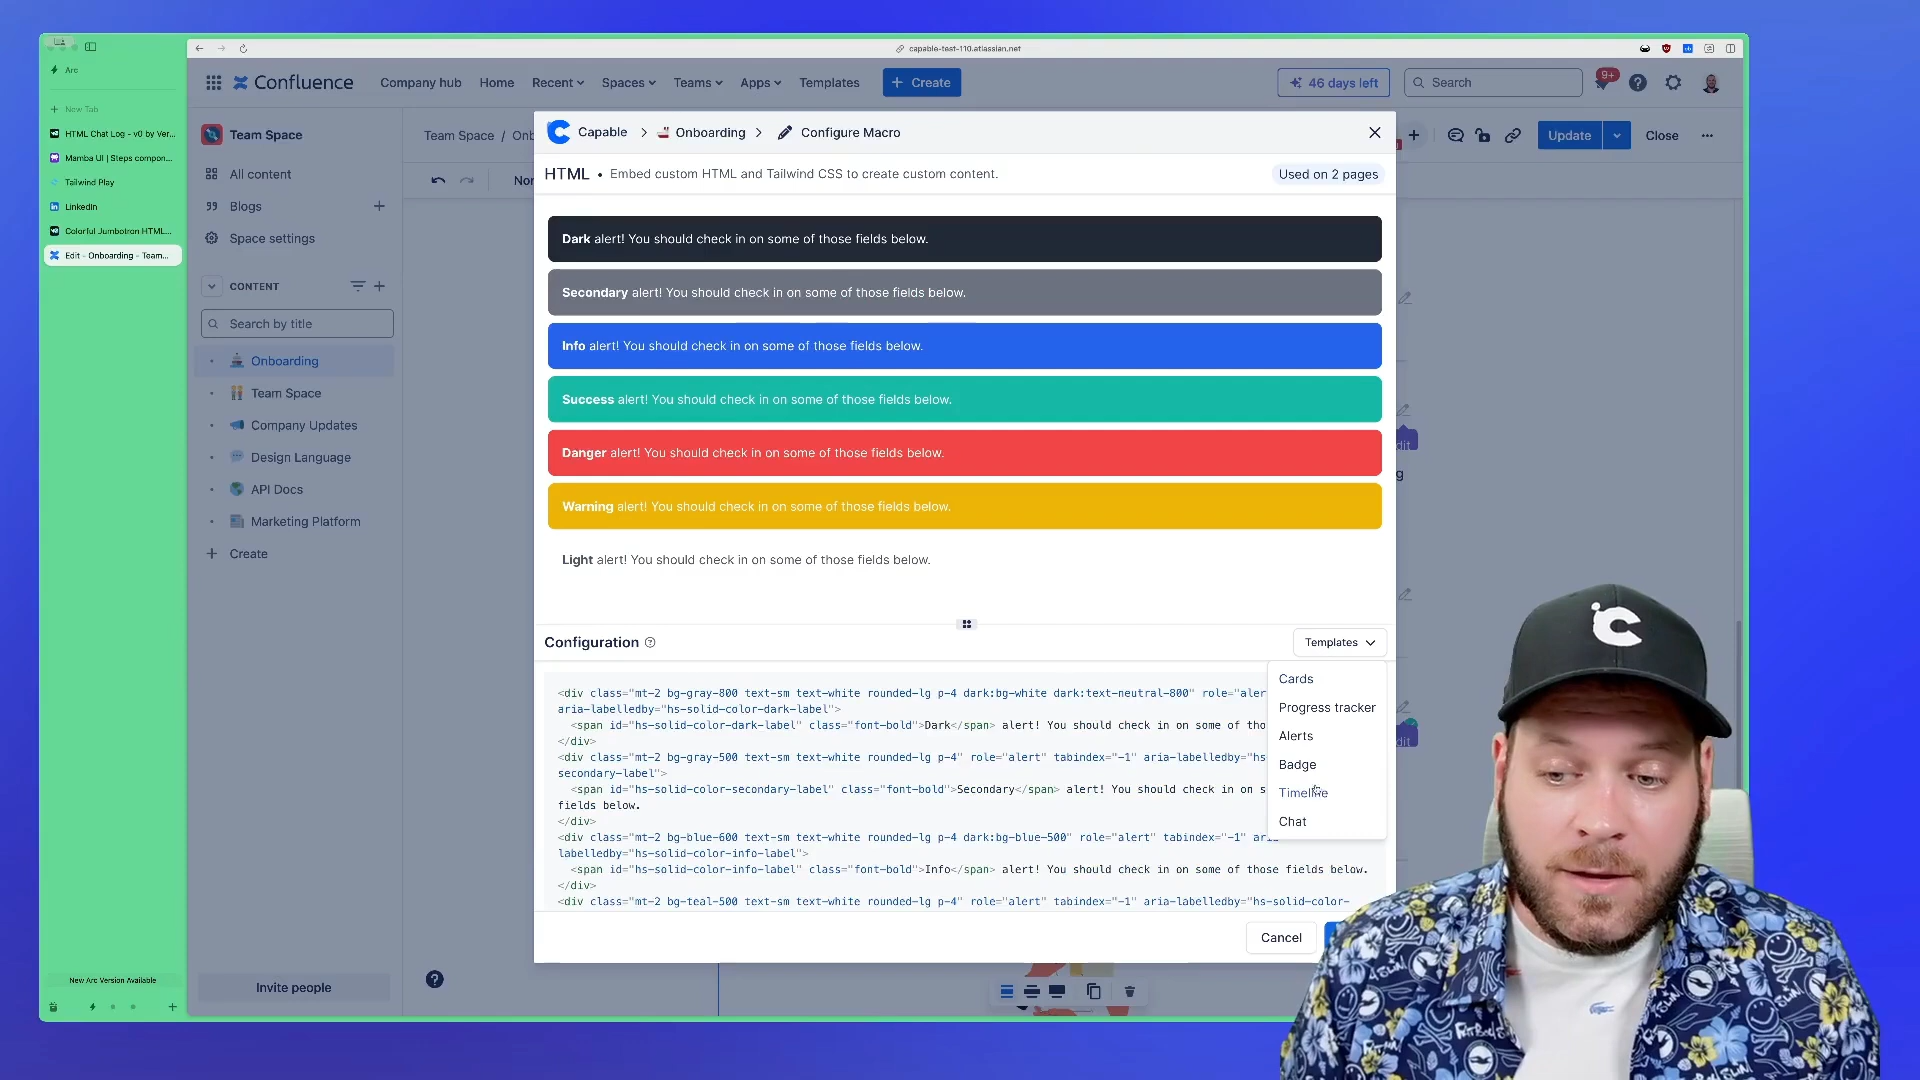 capable-test-110.atlassian.net
Arc
New Tab
HTML Chat Log - v0 by Ver...
Mamba UI | Steps compon...
Tailwind Play
LinkedIn
Colorful Jumbotron HTML...
Edit - Onboarding - Team...
New Arc Version Available
Confluence
Company hub
Home
Recent
Spaces
Teams
Apps
Templates
+ Create
46 days left
Search
9+
Team Space
All content
Blogs
Space settings
CONTENT
Search by title
Onboarding
Team Space
Company Updates
Design Language
API Docs
Marketing Platform
Create
Invite people
Team Space / Onb
Nor
Update
Close
Capable > Onboarding > Configure Macro
HTML • Embed custom HTML and Tailwind CSS to create custom content.
Used on 2 pages
Dark alert! You should check in on some of those fields below.
Secondary alert! You should check in on some of those fields below.
Info alert! You should check in on some of those fields below.
Success alert! You should check in on some of those fields below.
Danger alert! You should check in on some of those fields below.
Warning alert! You should check in on some of those fields below.
Light alert! You should check in on some of those fields below.
Configuration
Templates
Cards
Progress tracker
Alerts
Badge
Timeline
Chat
<div class="mt-2 bg-gray-800 text-sm text-white rounded-lg p-4 dark:bg-white dark:text-neutral-800" role="aler
aria-labelledby="hs-solid-color-dark-label">
<span id="hs-solid-color-dark-label" class="font-bold">Dark</span> alert! You should check in on some of tho
</div>
<div class="mt-2 bg-gray-500 text-sm text-white rounded-lg p-4" role="alert" tabindex="-1" aria-labelledby="hs-
secondary-label">
<span id="hs-solid-color-secondary-label" class="font-bold">Secondary</span> alert! You should check in on s
fields below.
</div>
<div class="mt-2 bg-blue-600 text-sm text-white rounded-lg p-4 dark:bg-blue-500" role="alert" tabindex="-1" aria-
labelledby="hs-solid-color-info-label">
<span id="hs-solid-color-info-label" class="font-bold">Info</span> alert! You should check in on some of those fields below.
</div>
<div class="mt-2 bg-teal-500 text-sm text-white rounded-lg p-4" role="alert" tabindex="-1" aria-labelledby="hs-solid-color-
Cancel
dit
g
dit